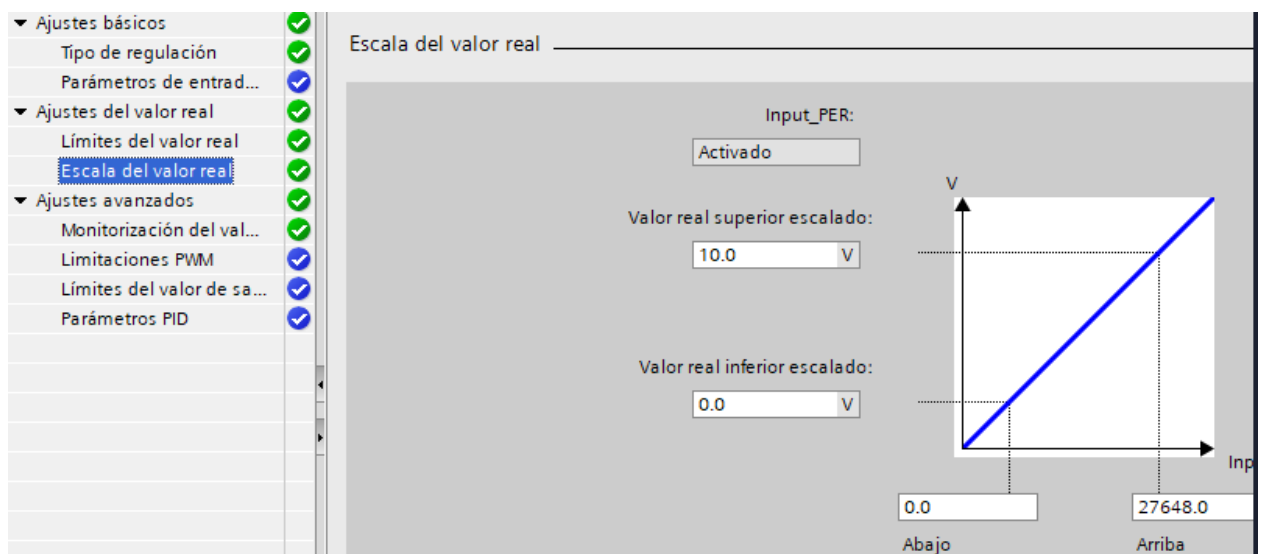 Ajustes básicos
Tipo de regulación
Parámetros de entrad...
Ajustes del valor real
Límites del valor real
Escala del valor real
Ajustes avanzados
Monitorización del val...
Limitaciones PWM
Límites del valor de sa...
Parámetros PID
Escala del valor real
Input_PER:
Activado
Valor real superior escalado:
10.0 V
Valor real inferior escalado:
0.0 V
V
Inp
0.0
27648.0
Abajo
Arriba